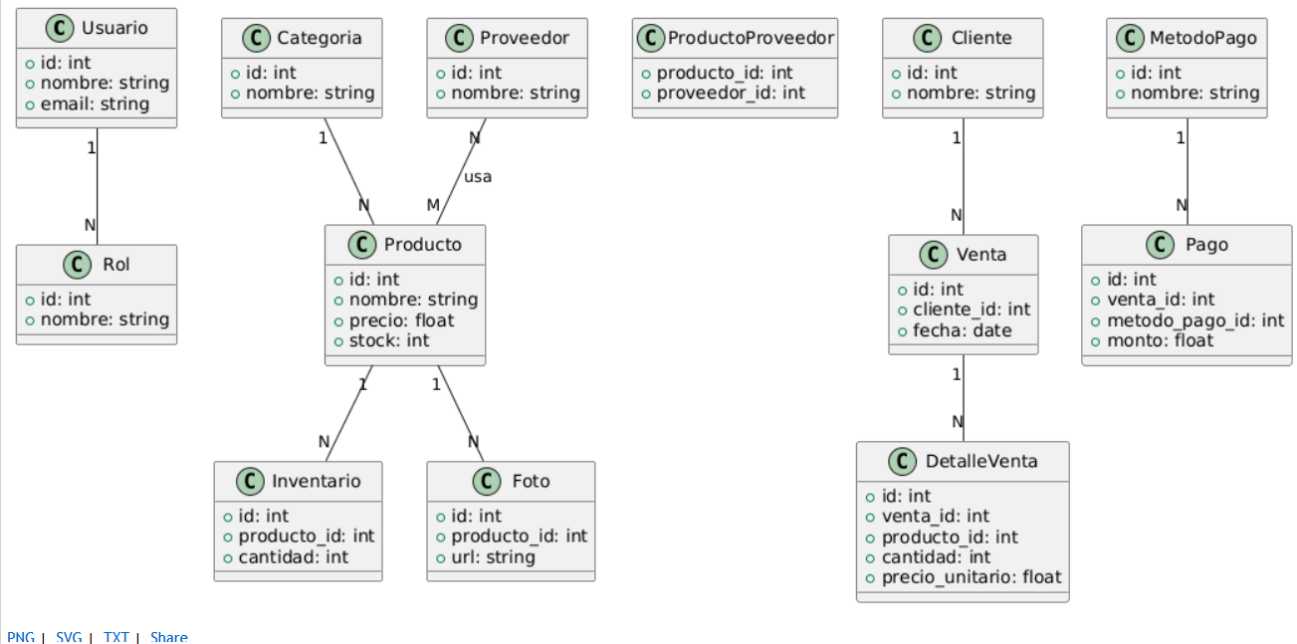 C Usuario
id: int
nombre: string
email: string
1
N
C Rol
id: int
nombre: string
C Categoria
id: int
nombre: string
1
N
C Proveedor
id: int
nombre: string
N
usa
M
C Producto
id: int
nombre: string
precio: float
stock: int
1
N
1
N
C Inventario
id: int
producto_id: int
cantidad: int
C Foto
id: int
producto_id: int
url: string
C ProductoProveedor
producto_id: int
proveedor_id: int
C Cliente
id: int
nombre: string
1
N
C Venta
id: int
cliente_id: int
fecha: date
1
N
C DetalleVenta
id: int
venta_id: int
producto_id: int
cantidad: int
precio_unitario: float
C MetodoPago
id: int
nombre: string
1
N
C Pago
id: int
venta_id: int
metodo_pago_id: int
monto: float
PNG | SVG | TXT | Share